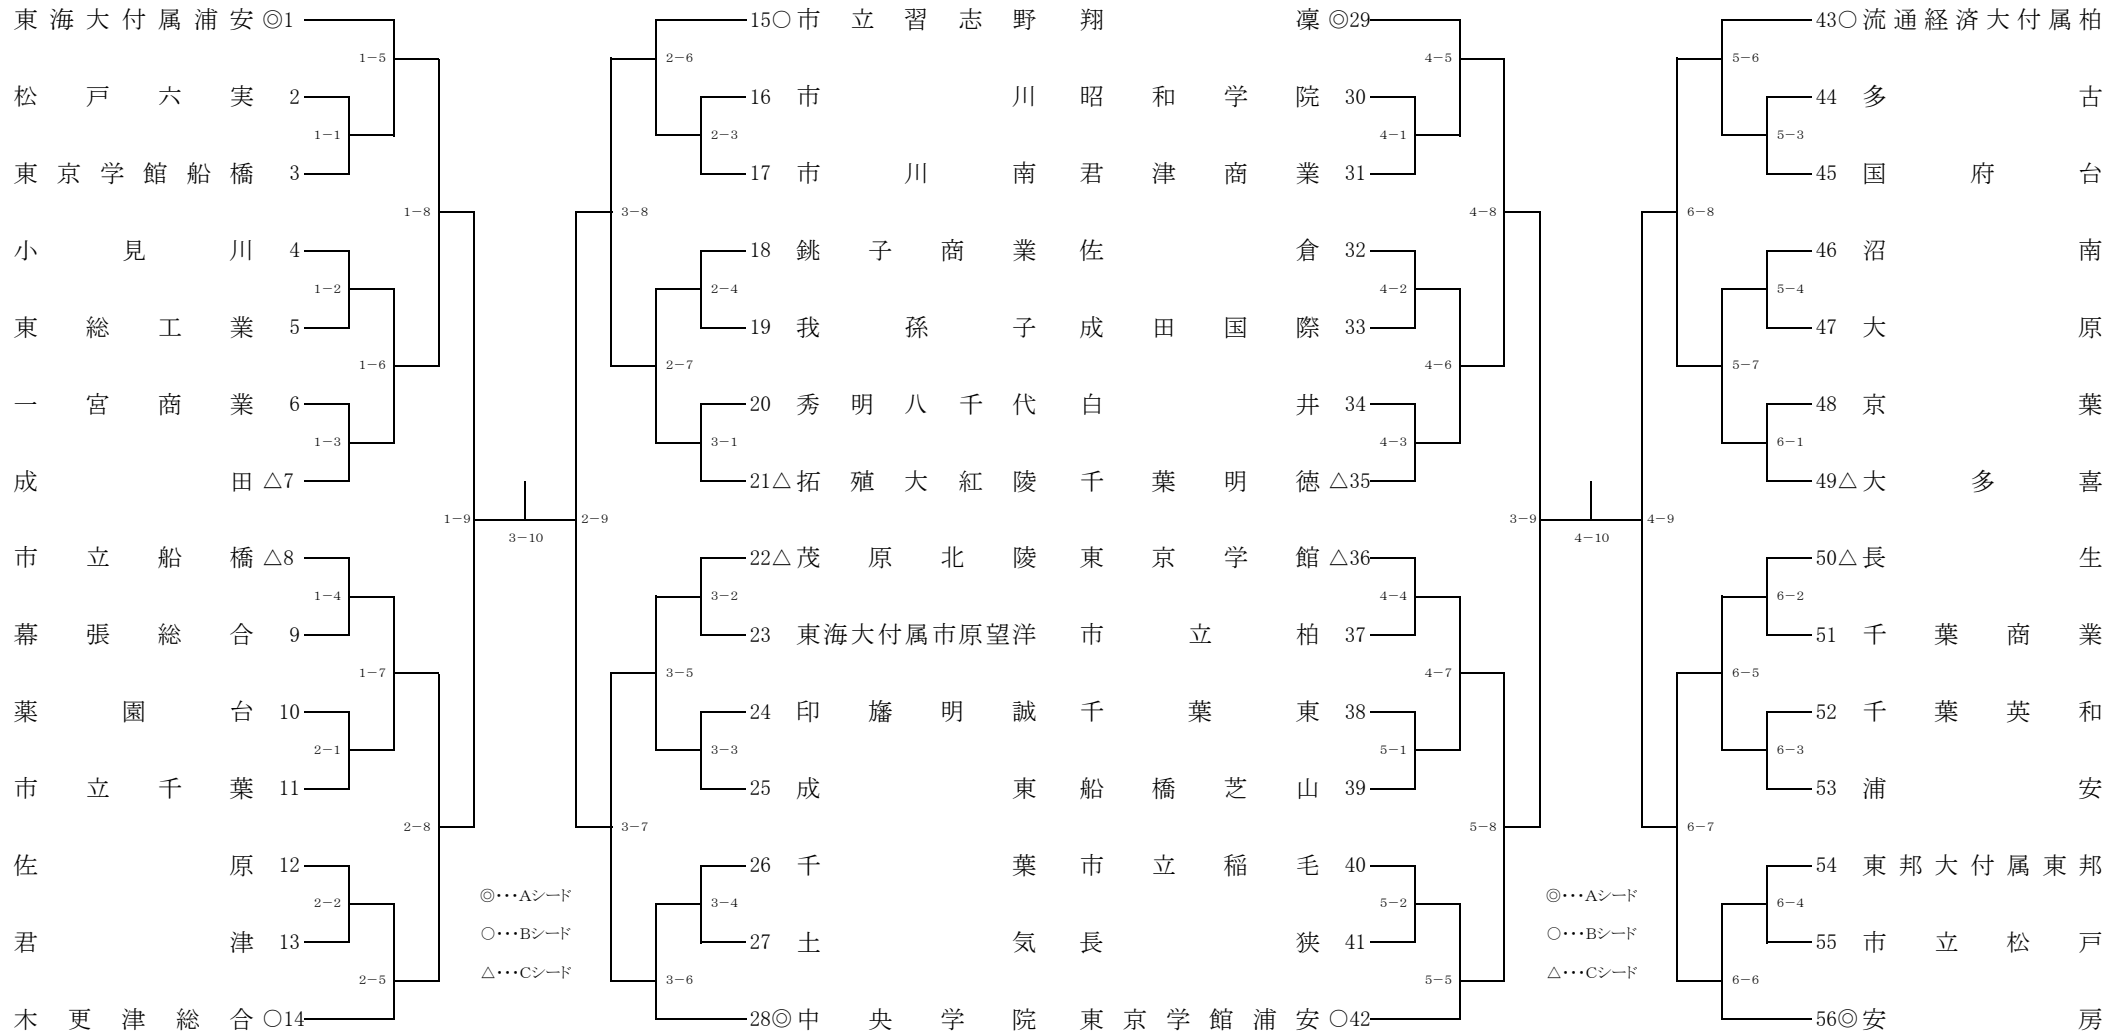 東海大付属浦安 ◎1
1-5
松戸六実 2
1-1
東京学館船橋 3
1-8
小見川 4
1-2
東総工業 5
1-6
一宮商業 6
1-3
成田 △7
1-9
市立船橋 △8
1-4
幕張総合 9
1-7
薬園台 10
2-1
市立千葉 11
2-8
佐原 12
2-2
君津 13
2-5
木更津総合 ○14
3-10
◎・・・Aシード
○・・・Bシード
△・・・Cシード
15○ 市立習志野
2-6
16 市川
2-3
17 市川南
3-8
18 銚子商業
2-4
19 我孫子
2-7
20 秀明八千代
3-1
21△ 拓殖大紅陵
2-9
22△ 茂原北陵
3-2
23 東海大付属市原望洋
3-5
24 印旛明誠
3-3
25 成東
3-7
26 千葉
3-4
27 土気
3-6
28◎ 中央学院
翔凜 ◎29
4-5
昭和学院 30
4-1
君津商業 31
4-8
佐倉 32
4-2
成田国際 33
4-6
白井 34
4-3
千葉明徳 △35
3-9
東京学館 △36
4-4
市立柏 37
4-7
千葉東 38
5-1
船橋芝山 39
5-8
市立稲毛 40
5-2
長狭 41
5-5
東京学館浦安 ○42
4-10
◎・・・Aシード
○・・・Bシード
△・・・Cシード
43○ 流通経済大付属柏
5-6
44 多古
5-3
45 国府台
6-8
46 沼南
5-4
47 大原
5-7
48 京葉
6-1
49△ 大多喜
4-9
50△ 長生
6-2
51 千葉商業
6-5
52 千葉英和
6-3
53 浦安
6-7
54 東邦大付属東邦
6-4
55 市立松戸
6-6
56◎ 安房